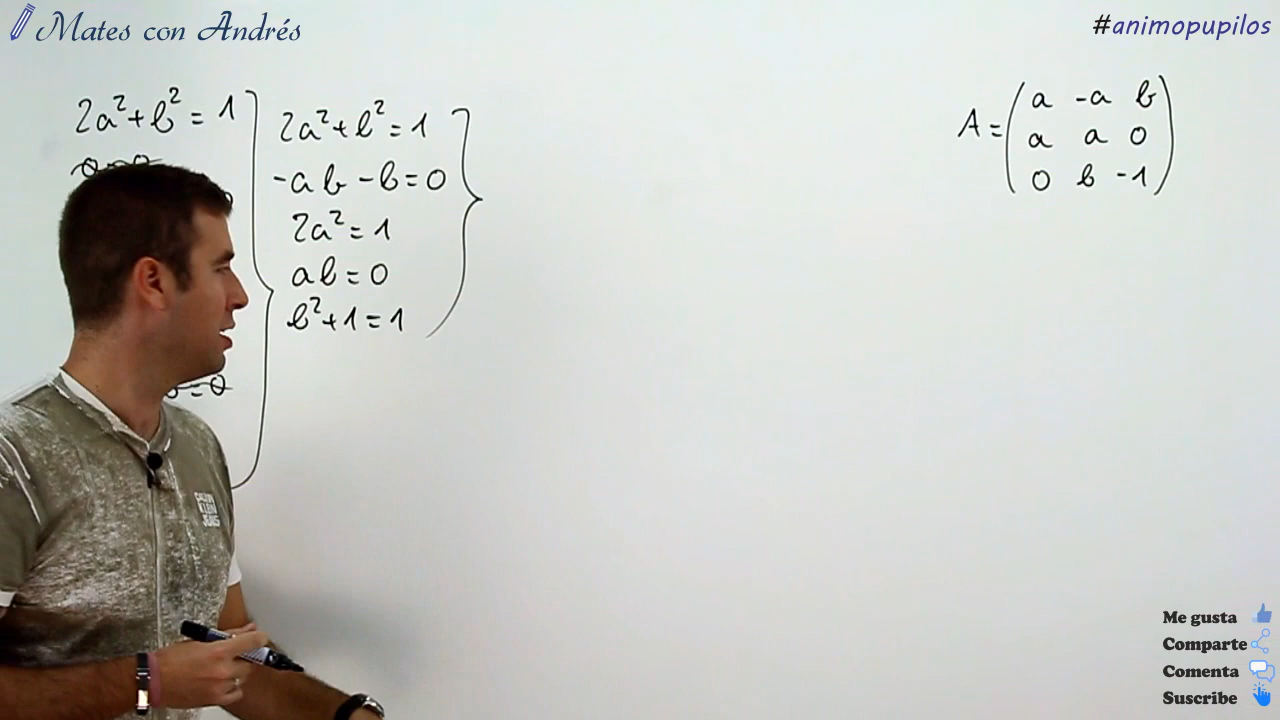 Mates con Andrés
#animopupilos
2a²+b²=1
2a²+b²=1
-ab-b=0
2a²=1
ab=0
b²+1=1
A=(a -a b
a a 0
0 b -1)
Me gusta
Comparte
Comenta
Suscribe